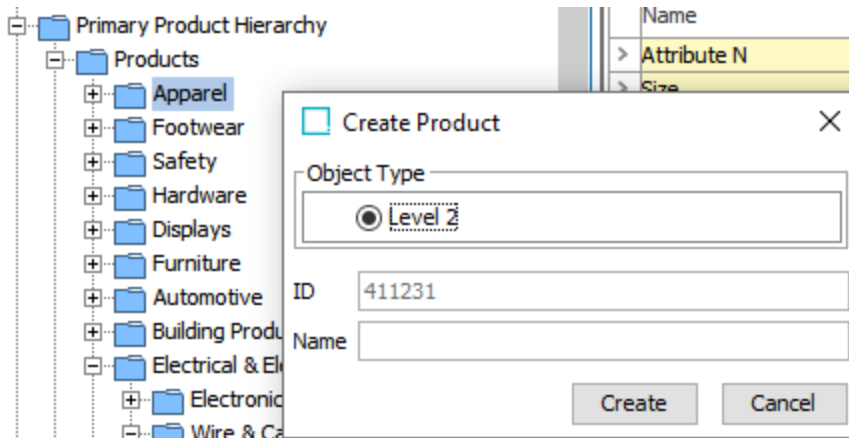 Primary Product Hierarchy
Products
Apparel
Footwear
Safety
Hardware
Displays
Furniture
Automotive
Building Produ
Electrical & El
Electronic
Wire & Ca
Name
Attribute N
Size
Create Product
Object Type
Level 2
ID
411231
Name
Create
Cancel